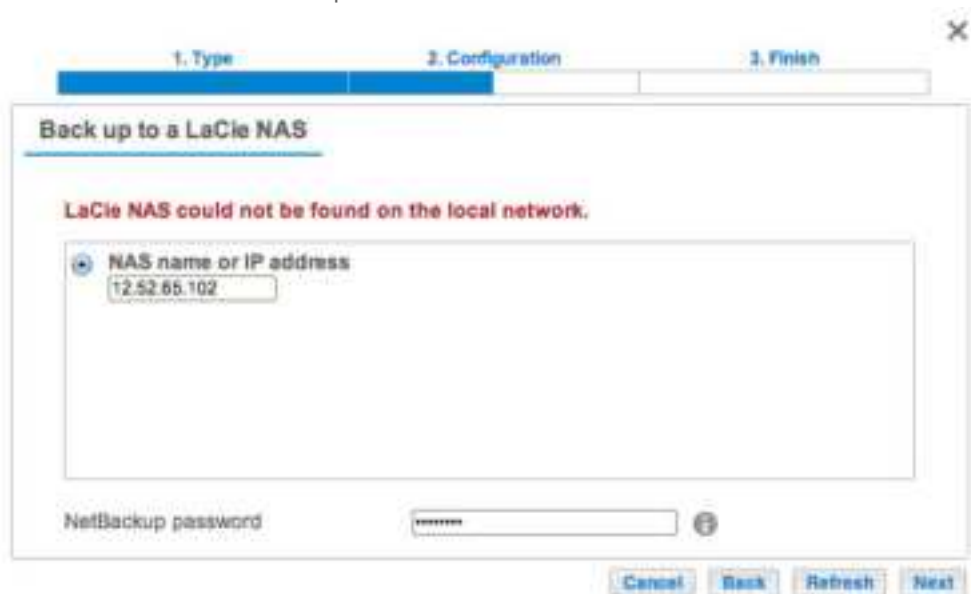 1. Type 2. Configuration 3. Finish
Back up to a LaCie NAS
LaCie NAS could not be found on the local network.
NAS name or IP address
12.52.65.102
NetBackup password
Cancel Back Refresh Next